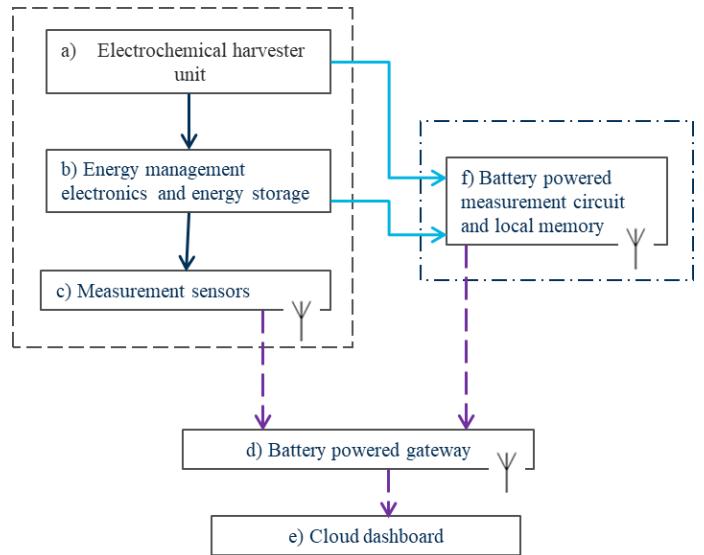 a) Electrochemical harvester
unit
b) Energy management
electronics and energy storage
f) Battery powered
measurement circuit
and local memory
c) Measurement sensors
d) Battery powered gateway
e) Cloud dashboard